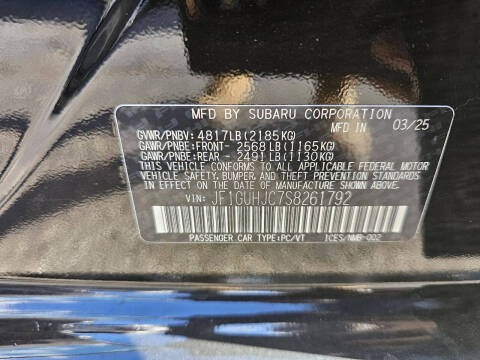 MFD BY SUBARU CORPORATION
MFD IN 03/25
GVWR/PNBV: 4817LB(2185KG)
GAWR/PNBE:FRONT- 2568LB(1165KG)
GAWR/PNBE:REAR - 2491LB(1130KG)
THIS VEHICLE CONFORMS TO ALL APPLICABLE FEDERAL MOTOR
VEHICLE SAFETY, BUMPER, AND THEFT PREVENTION STANDARDS
IN EFFECT ON THE DATE OF MANUFACTURE SHOWN ABOVE.
VIN: JF1GUHJC7S8261792
PASSENGER CAR TYPE:PC/VT ICES/NMB-002